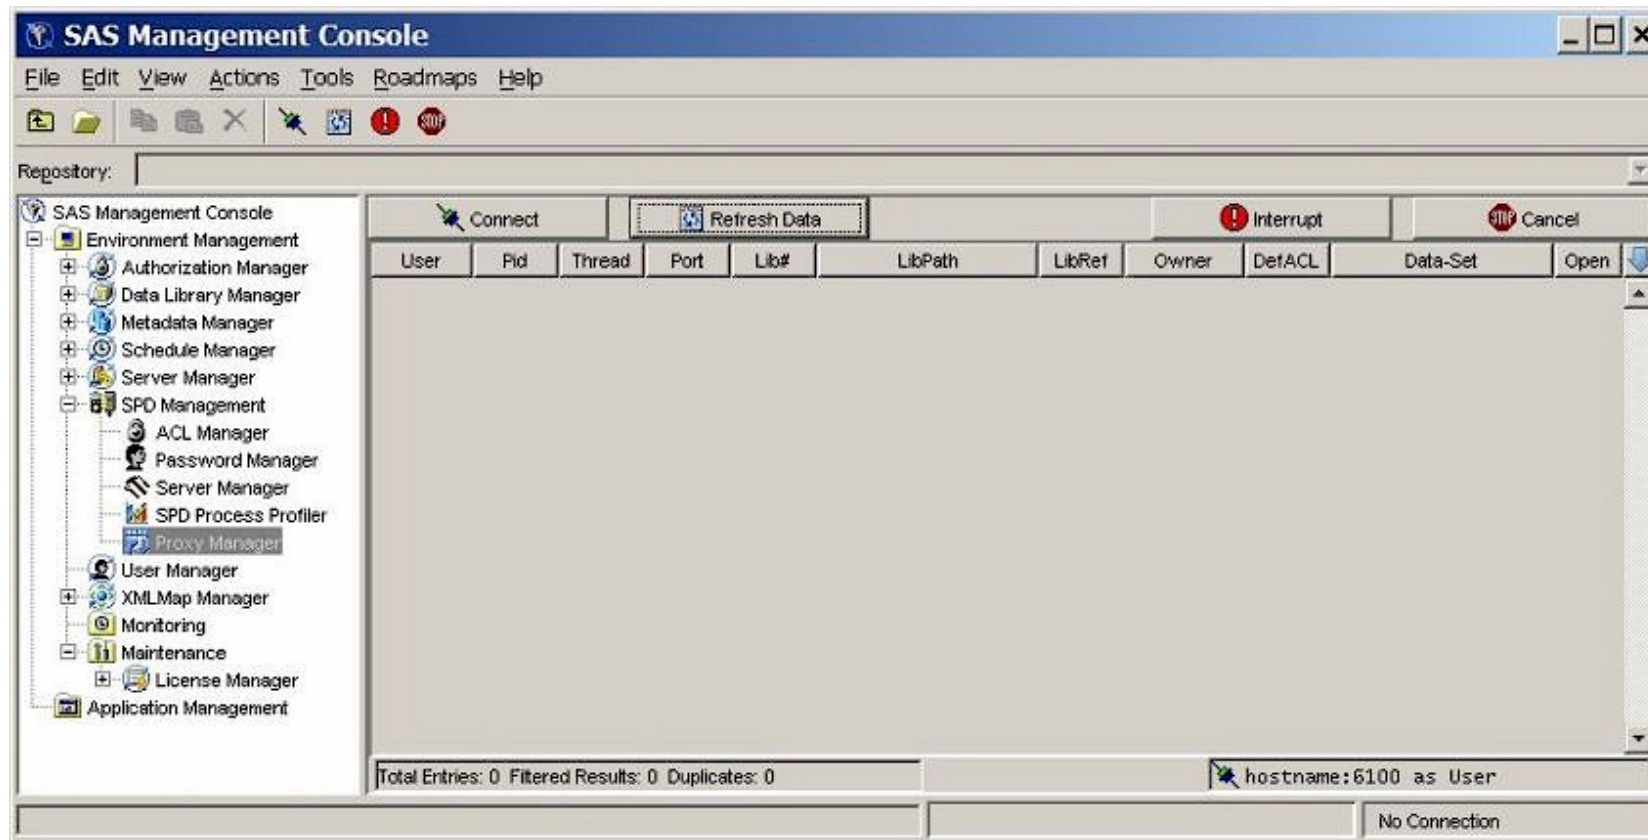 SAS Management Console
File Edit View Actions Tools Roadmaps Help
STOP
Repository:
SAS Management Console
Environment Management
Authorization Manager
Data Library Manager
Metadata Manager
Schedule Manager
Server Manager
SPD Management
ACL Manager
Password Manager
Server Manager
SPD Process Profiler
Proxy Manager
User Manager
XMLMap Manager
Monitoring
Maintenance
License Manager
Application Management
Connect Refresh Data Interrupt STOP Cancel
User Pid Thread Port Lib# LibPath LibRef Owner DefACL Data-Set Open
Total Entries: 0 Filtered Results: 0 Duplicates: 0
hostname:6100 as User
No Connection